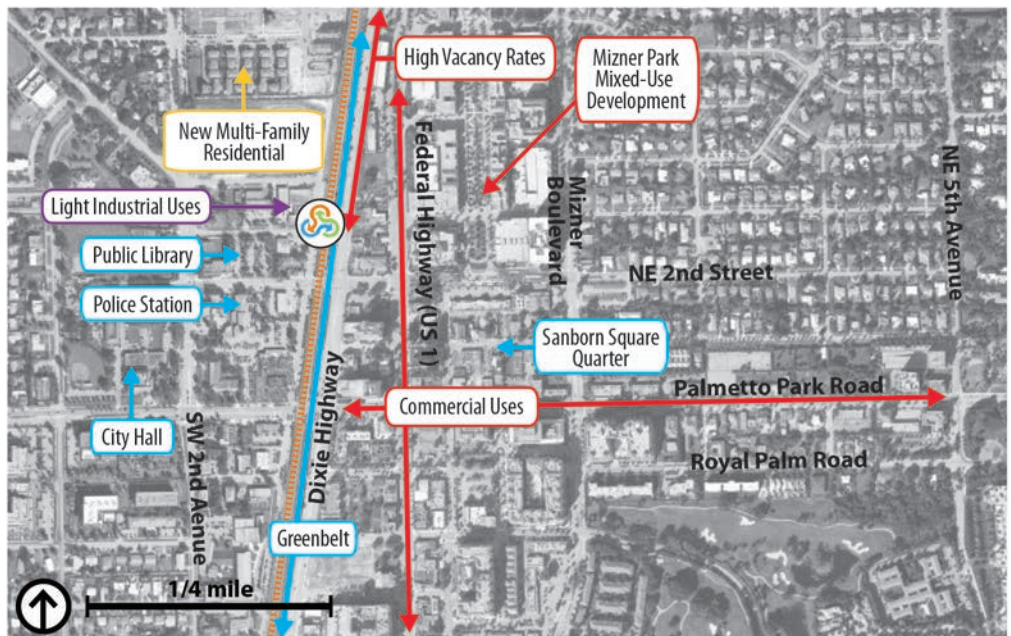 High Vacancy Rates
Mizner Park
Mixed-Use
Development
New Multi-Family
Residential
Federal Highway (US 1)
NE 5th Avenue
Light Industrial Uses
Mizner
Boulevard
Public Library
NE 2nd Street
Police Station
Sanborn Square
Quarter
Palmetto Park Road
Commercial Uses
City Hall
SW 2nd Aenue
Dixie Highway
Royal Palm Road
Greenbelt
1/4 mile